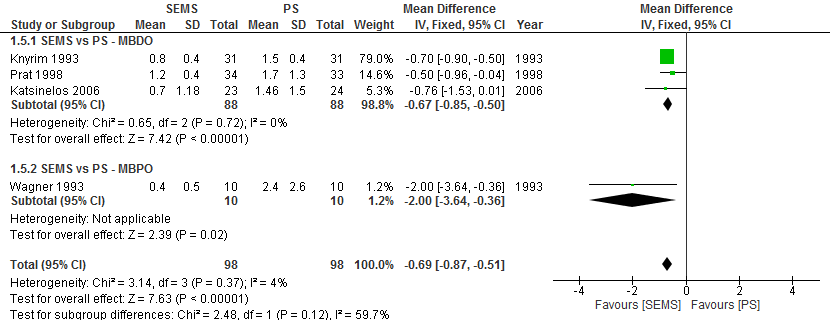 SEMS PS Mean Difference Mean Difference
Study or Subgroup Mean SD Total Mean SD Total Weight IV, Fixed, 95% CI Year IV, Fixed, 95% CI
1.5.1 SEMS vs PS - MBDO
Knyrim 1993 0.8 0.4 31 1.5 0.4 31 79.0% -0.70 [-0.90, -0.50] 1993
Prat 1998 1.2 0.4 34 1.7 1.3 33 14.6% -0.50 [-0.96, -0.04] 1998
Katsinelos 2006 0.7 1.18 23 1.46 1.5 24 5.3% -0.76 [-1.53, 0.01] 2006
Subtotal (95% CI) 88 88 98.8% -0.67 [-0.85, -0.50]
Heterogeneity: Chi² = 0.65, df = 2 (P = 0.72); I² = 0%
Test for overall effect: Z = 7.42 (P < 0.00001)
1.5.2 SEMS vs PS - MBPO
Wagner 1993 0.4 0.5 10 2.4 2.6 10 1.2% -2.00 [-3.64, -0.36] 1993
Subtotal (95% CI) 10 10 1.2% -2.00 [-3.64, -0.36]
Heterogeneity: Not applicable
Test for overall effect: Z = 2.39 (P = 0.02)
Total (95% CI) 98 98 100.0% -0.69 [-0.87, -0.51]
Heterogeneity: Chi² = 3.14, df = 3 (P = 0.37); I² = 4%
Test for overall effect: Z = 7.63 (P < 0.00001)
Test for subgroup differences: Chi² = 2.48, df = 1 (P = 0.12), I² = 59.7%
-4 -2 0 2 4
Favours [SEMS] Favours [PS]